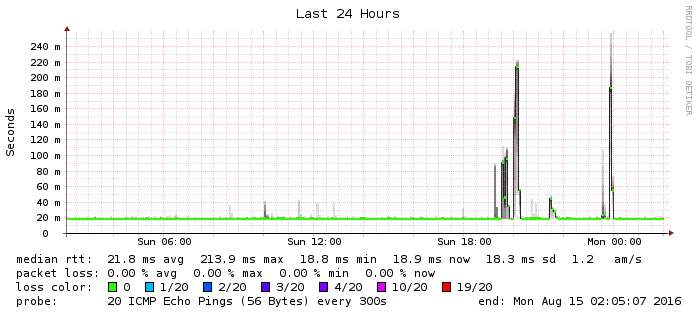 Last 24 Hours
RRDTOOL / TOBI OETIKER
Seconds
240 m
220 m
200 m
180 m
160 m
140 m
120 m
100 m
80 m
60 m
40 m
20 m
0
Sun 06:00 Sun 12:00 Sun 18:00 Mon 00:00
median rtt: 21.8 ms avg 213.9 ms max 18.8 ms min 18.9 ms now 18.3 ms sd 1.2 am/s
packet loss: 0.00 % avg 0.00 % max 0.00 % min 0.00 % now
loss color: 0 1/20 2/20 3/20 4/20 10/20 19/20
probe: 20 ICMP Echo Pings (56 Bytes) every 300s end: Mon Aug 15 02:05:07 2016